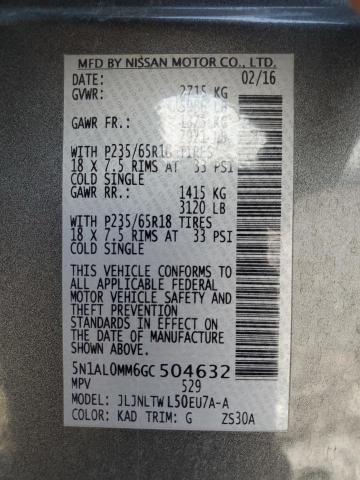 MFD BY NISSAN MOTOR CO., LTD.
DATE: 02/16
GVWR: 2715 KG
GAWR FR.: KG
LB
WITH P235/65R18 TIRES
18 X 7.5 RIMS AT 33 PSI
COLD SINGLE
GAWR RR.: 1415 KG
3120 LB
WITH P235/65R18 TIRES
18 X 7.5 RIMS AT 33 PSI
COLD SINGLE
THIS VEHICLE CONFORMS TO
ALL APPLICABLE FEDERAL
MOTOR VEHICLE SAFETY AND
THEFT PREVENTION
STANDARDS IN EFFECT ON
THE DATE OF MANUFACTURE
SHOWN ABOVE.
5N1AL0MM6GC504632
MPV 529
MODEL: JLJNLTWL50EU7A-A
COLOR: KAD TRIM: G ZS30A